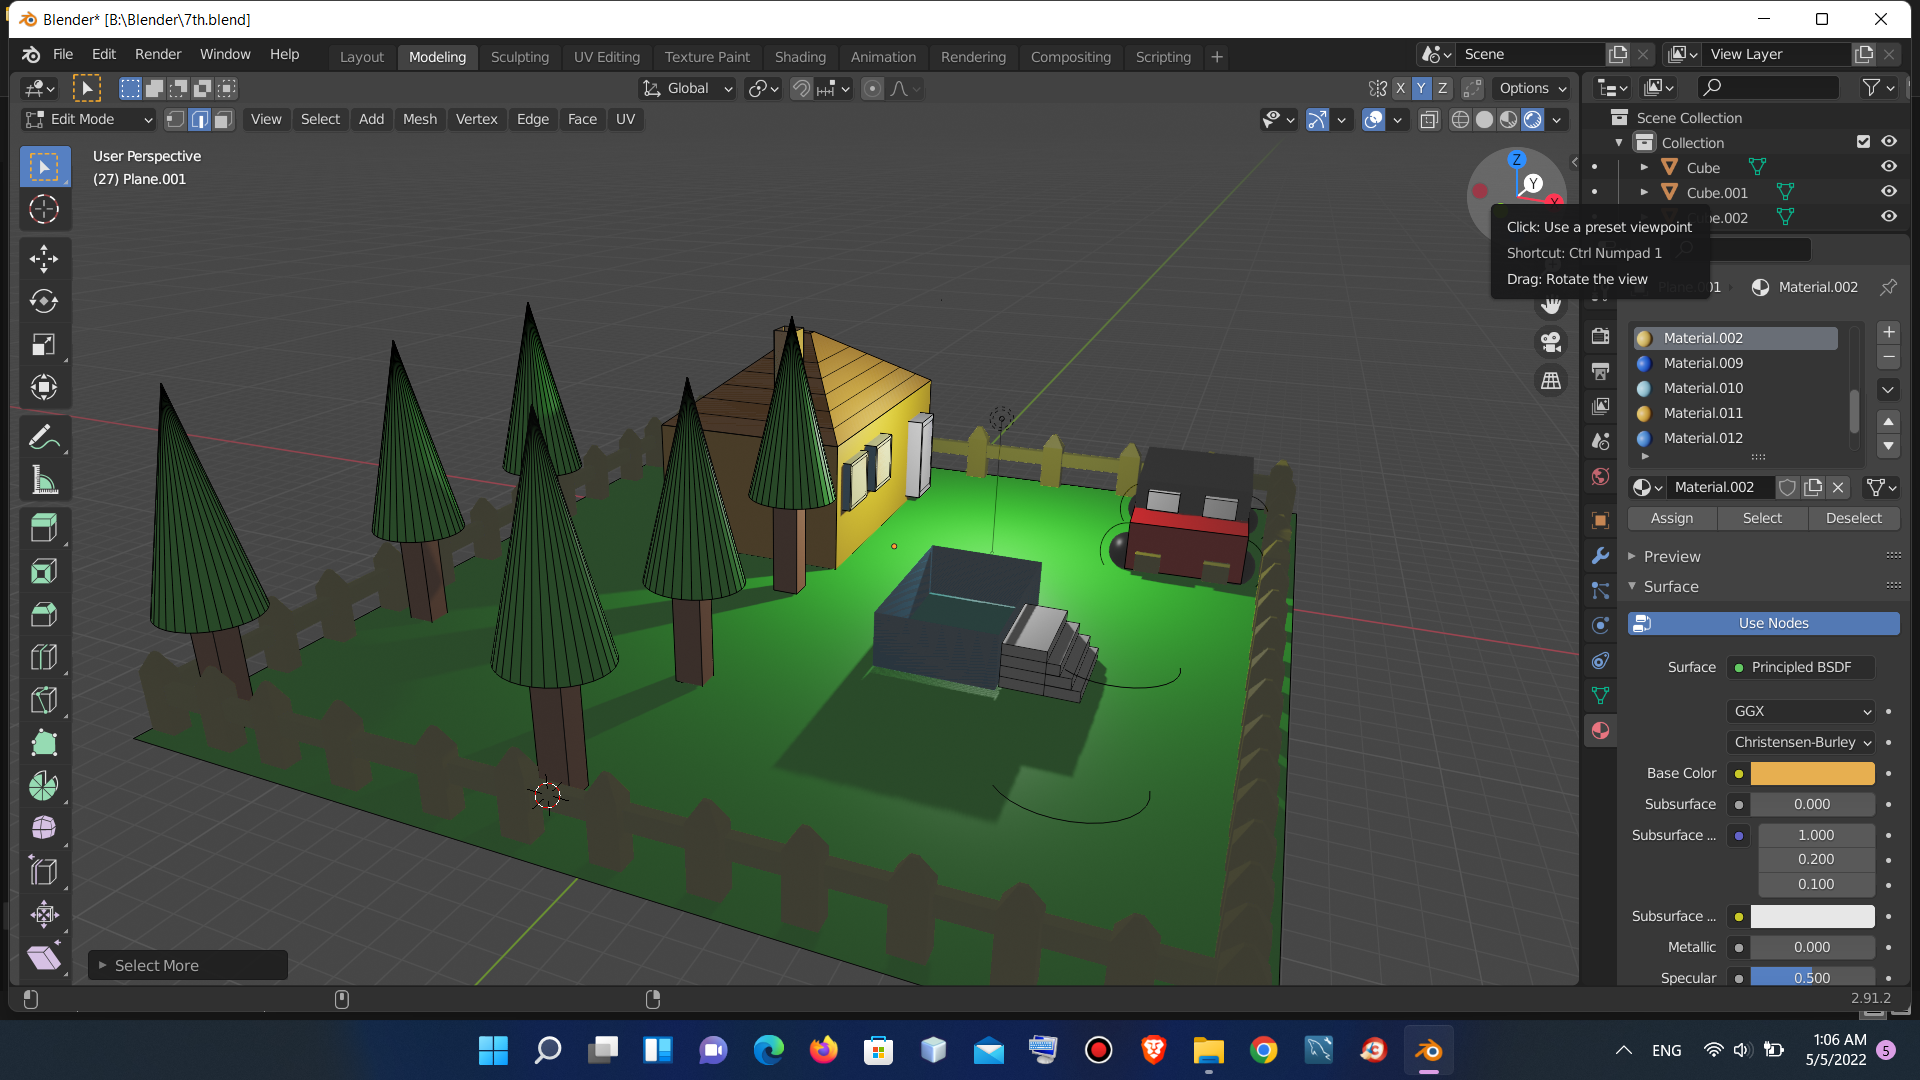 Blender* [B:\Blender\7th.blend]
File Edit Render Window Help
Layout Modeling Sculpting UV Editing Texture Paint Shading Animation Rendering Compositing Scripting +
Scene View Layer
Global X Y Z Options
Edit Mode View Select Add Mesh Vertex Edge Face UV
User Perspective
(27) Plane.001
Z
Y
X
Scene Collection
Collection
Cube
Cube.001
Cube.002
Click: Use a preset viewpoint
Shortcut: Ctrl Numpad 1
Drag: Rotate the view
Plane.001 Material.002
Material.002
Material.009
Material.010
Material.011
Material.012
Material.002
Assign Select Deselect
Preview
Surface
Use Nodes
Surface Principled BSDF
GGX
Christensen-Burley
Base Color
Subsurface 0.000
Subsurface ... 1.000
0.200
0.100
Subsurface ...
Metallic 0.000
Specular 0.500
Select More
2.91.2
ENG
1:06 AM
5/5/2022
5